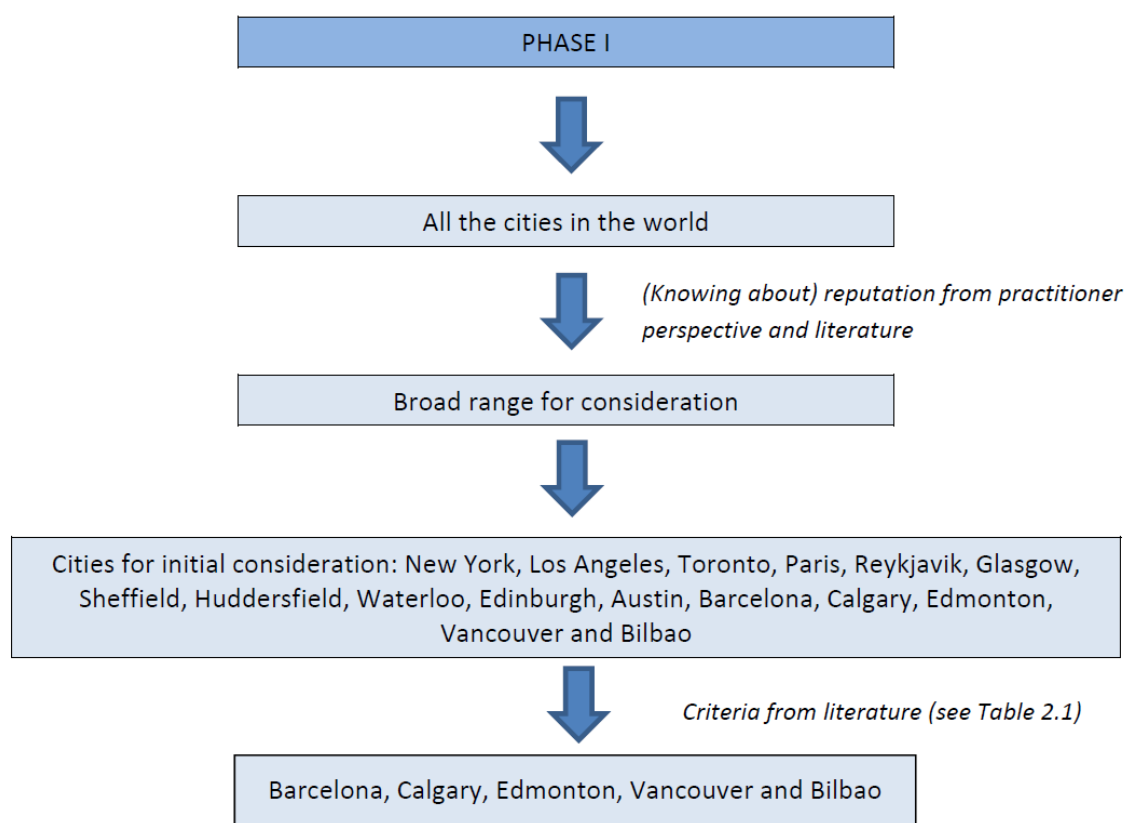 PHASE I
All the cities in the world
(Knowing about) reputation from practitioner
perspective and literature
Broad range for consideration
Cities for initial consideration: New York, Los Angeles, Toronto, Paris, Reykjavik, Glasgow,
Sheffield, Huddersfield, Waterloo, Edinburgh, Austin, Barcelona, Calgary, Edmonton,
Vancouver and Bilbao
Criteria from literature (see Table 2.1)
Barcelona, Calgary, Edmonton, Vancouver and Bilbao